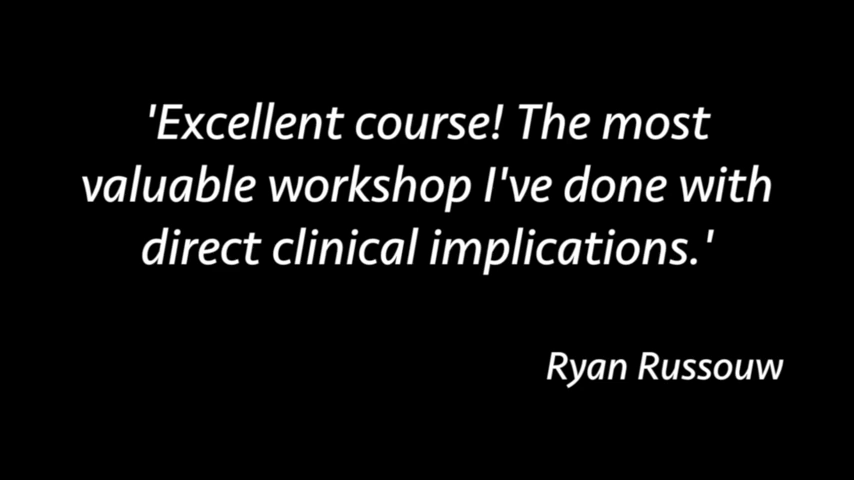 'Excellent course! The most
valuable workshop I've done with
direct clinical implications.'
Ryan Russouw